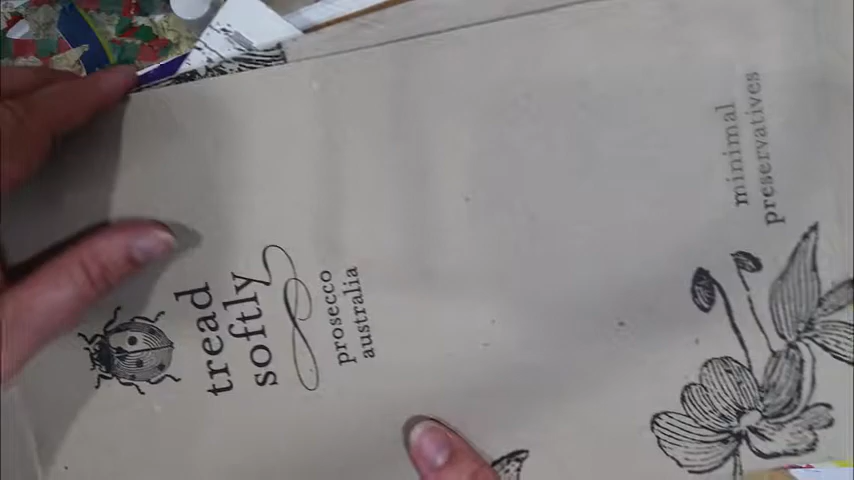 tread
softly
prosecco
australia
minimal
preservatives